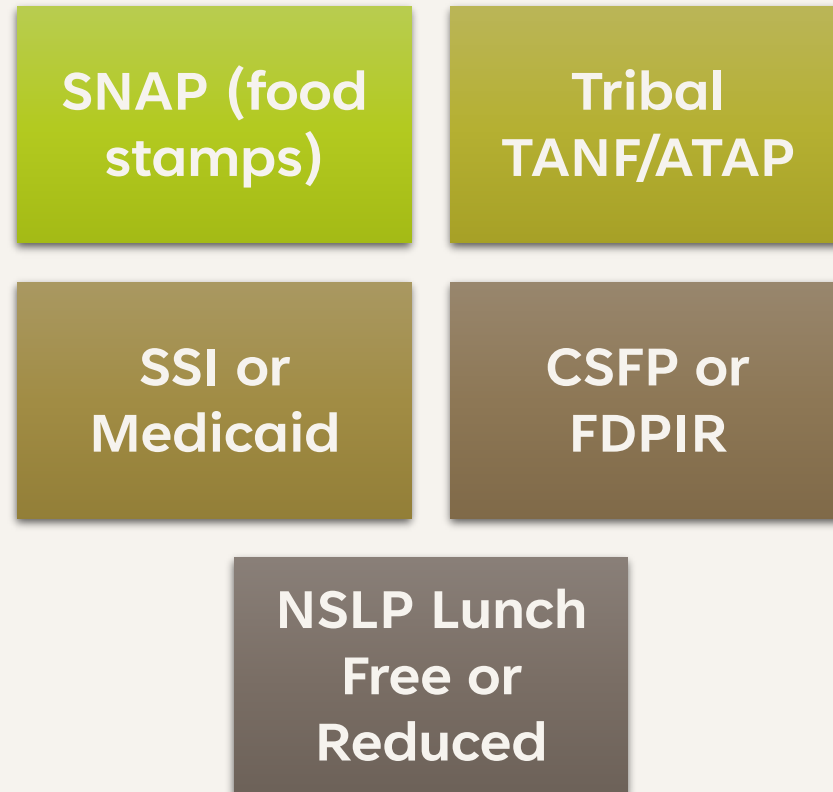 SNAP (food
stamps)
Tribal
TANF/ATAP
SSI or
Medicaid
CSFP or
FDPIR
NSLP Lunch
Free or
Reduced